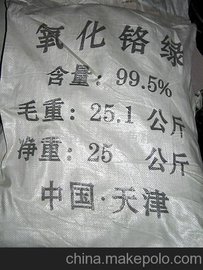 氧化铬绿
含量: 99.5%
毛重: 25.1 公斤
净重: 25 公斤
中国·天津
china.makepolo.com